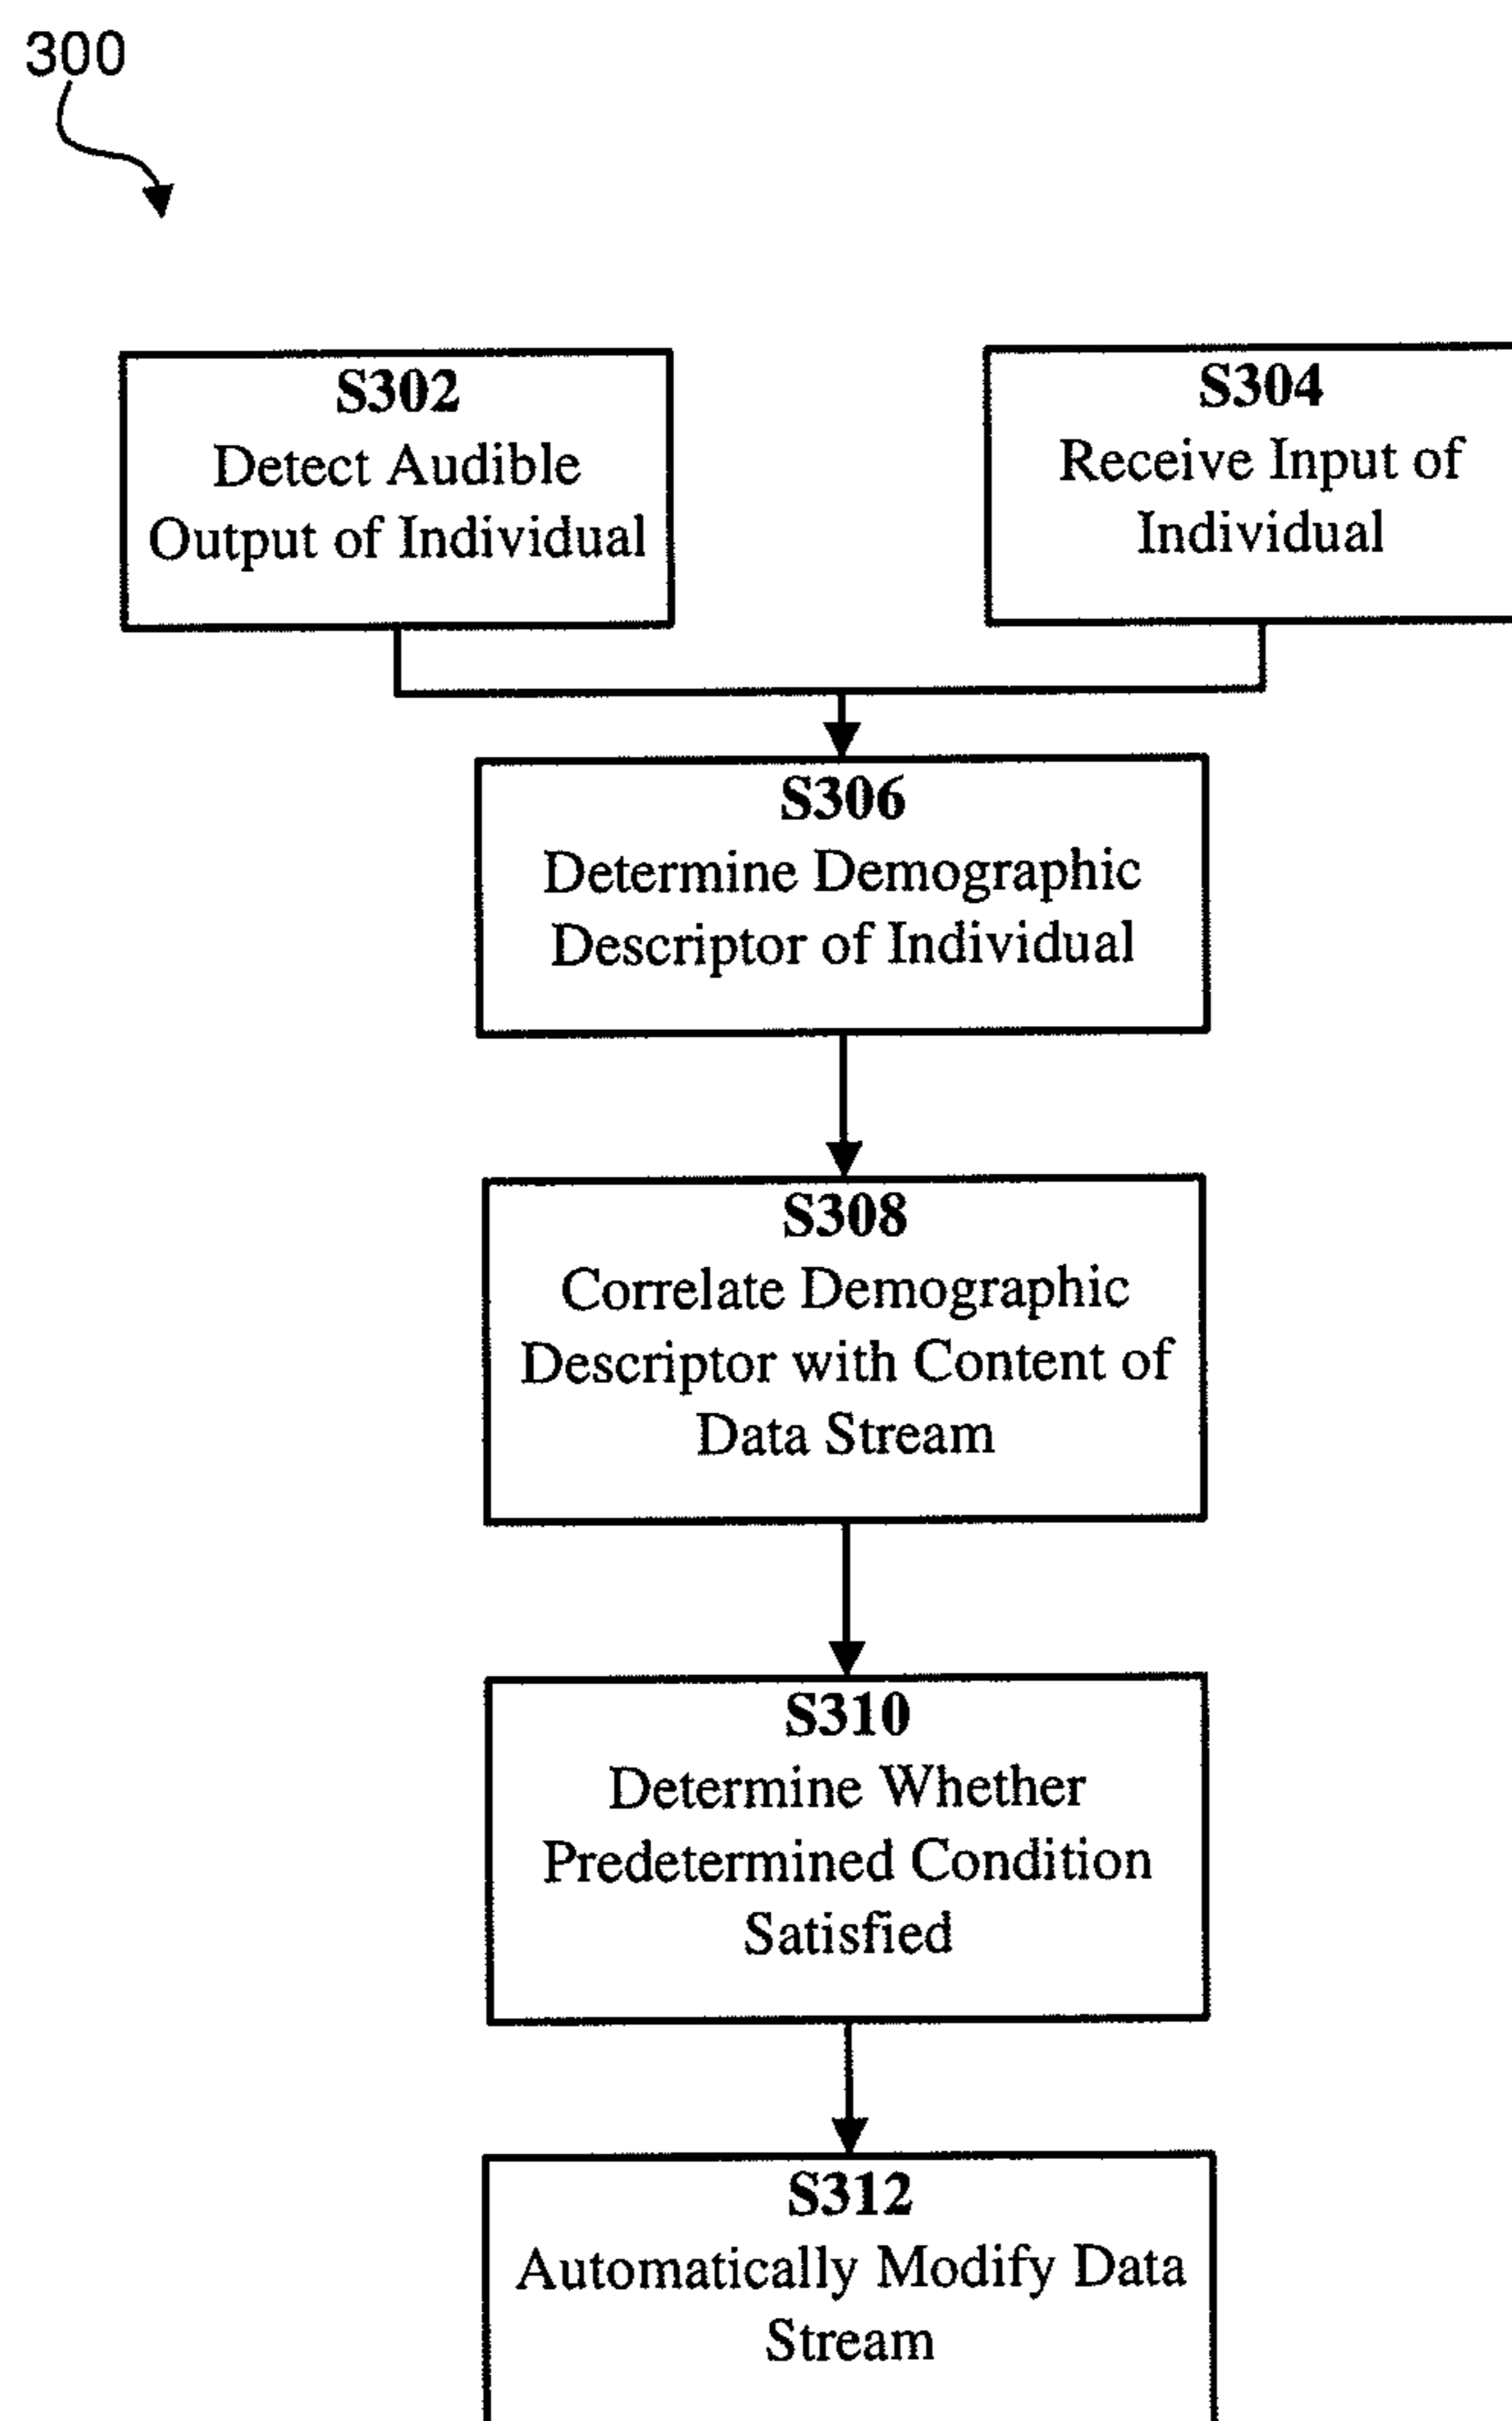 300
S302
Detect Audible
Output of Individual
S304
Receive Input of
Individual
S306
Determine Demographic
Descriptor of Individual
S308
Correlate Demographic
Descriptor with Content of
Data Stream
S310
Determine Whether
Predetermined Condition
Satisfied
S312
Automatically Modify Data
Stream